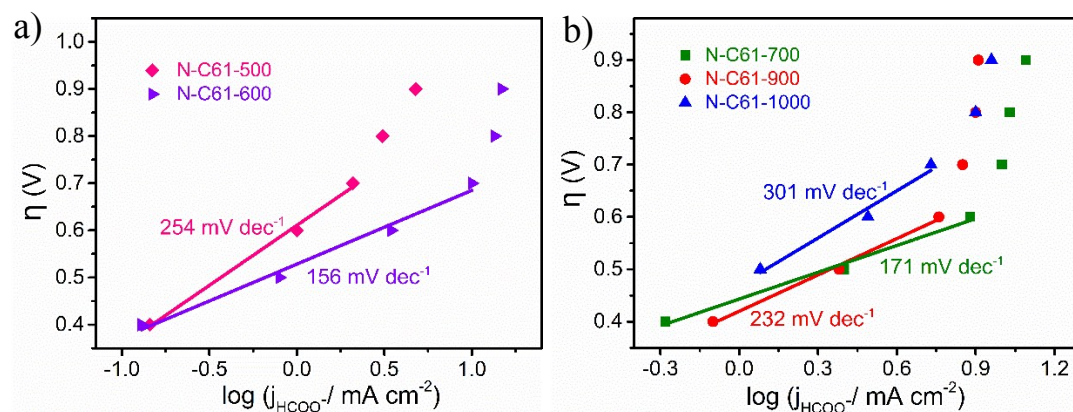 a)
N-C61-500
N-C61-600
254 mV dec⁻¹
156 mV dec⁻¹
η (V)
1.0
0.9
0.8
0.7
0.6
0.5
0.4
-1.0 -0.5 0.0 0.5 1.0
log (j_HCOO⁻/ mA cm⁻²)
b)
N-C61-700
N-C61-900
N-C61-1000
301 mV dec⁻¹
171 mV dec⁻¹
232 mV dec⁻¹
η (V)
0.9
0.8
0.7
0.6
0.5
0.4
-0.3 0.0 0.3 0.6 0.9 1.2
log (j_HCOO⁻/ mA cm⁻²)